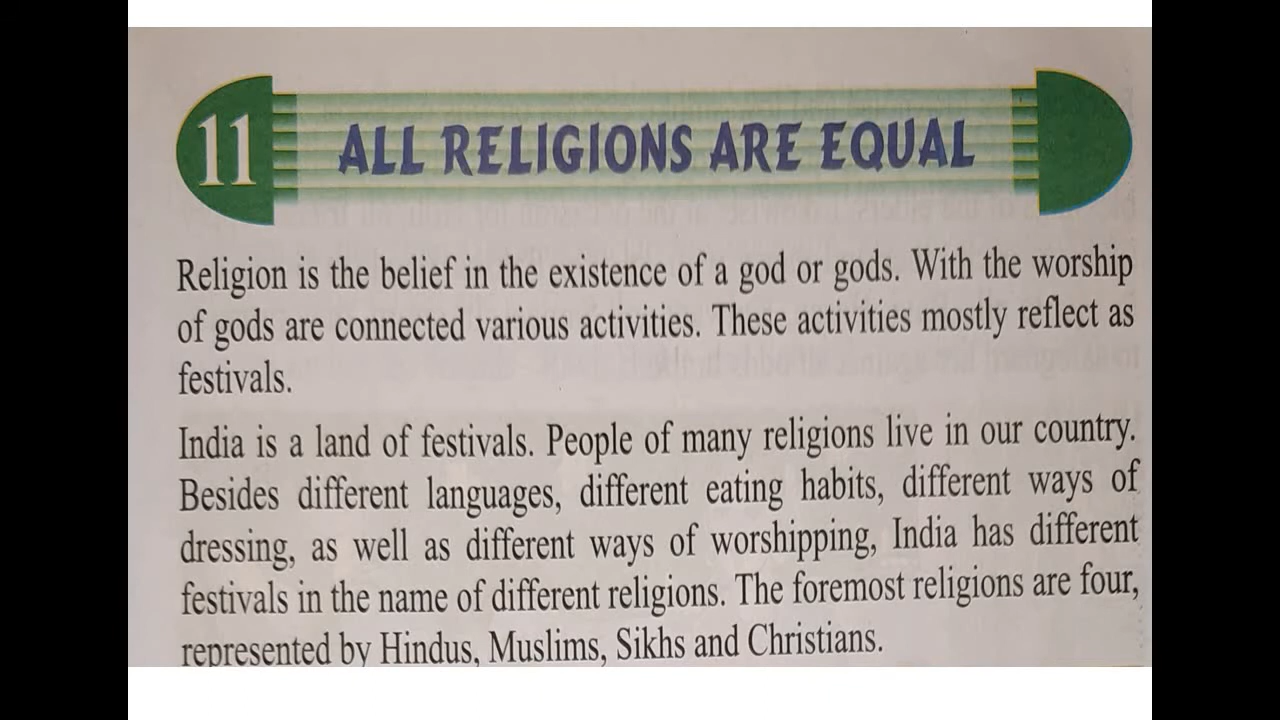 11 ALL RELIGIONS ARE EQUAL
Religion is the belief in the existence of a god or gods. With the worship
of gods are connected various activities. These activities mostly reflect as
festivals.
India is a land of festivals. People of many religions live in our country.
Besides different languages, different eating habits, different ways of
dressing, as well as different ways of worshipping, India has different
festivals in the name of different religions. The foremost religions are four,
represented by Hindus, Muslims, Sikhs and Christians.